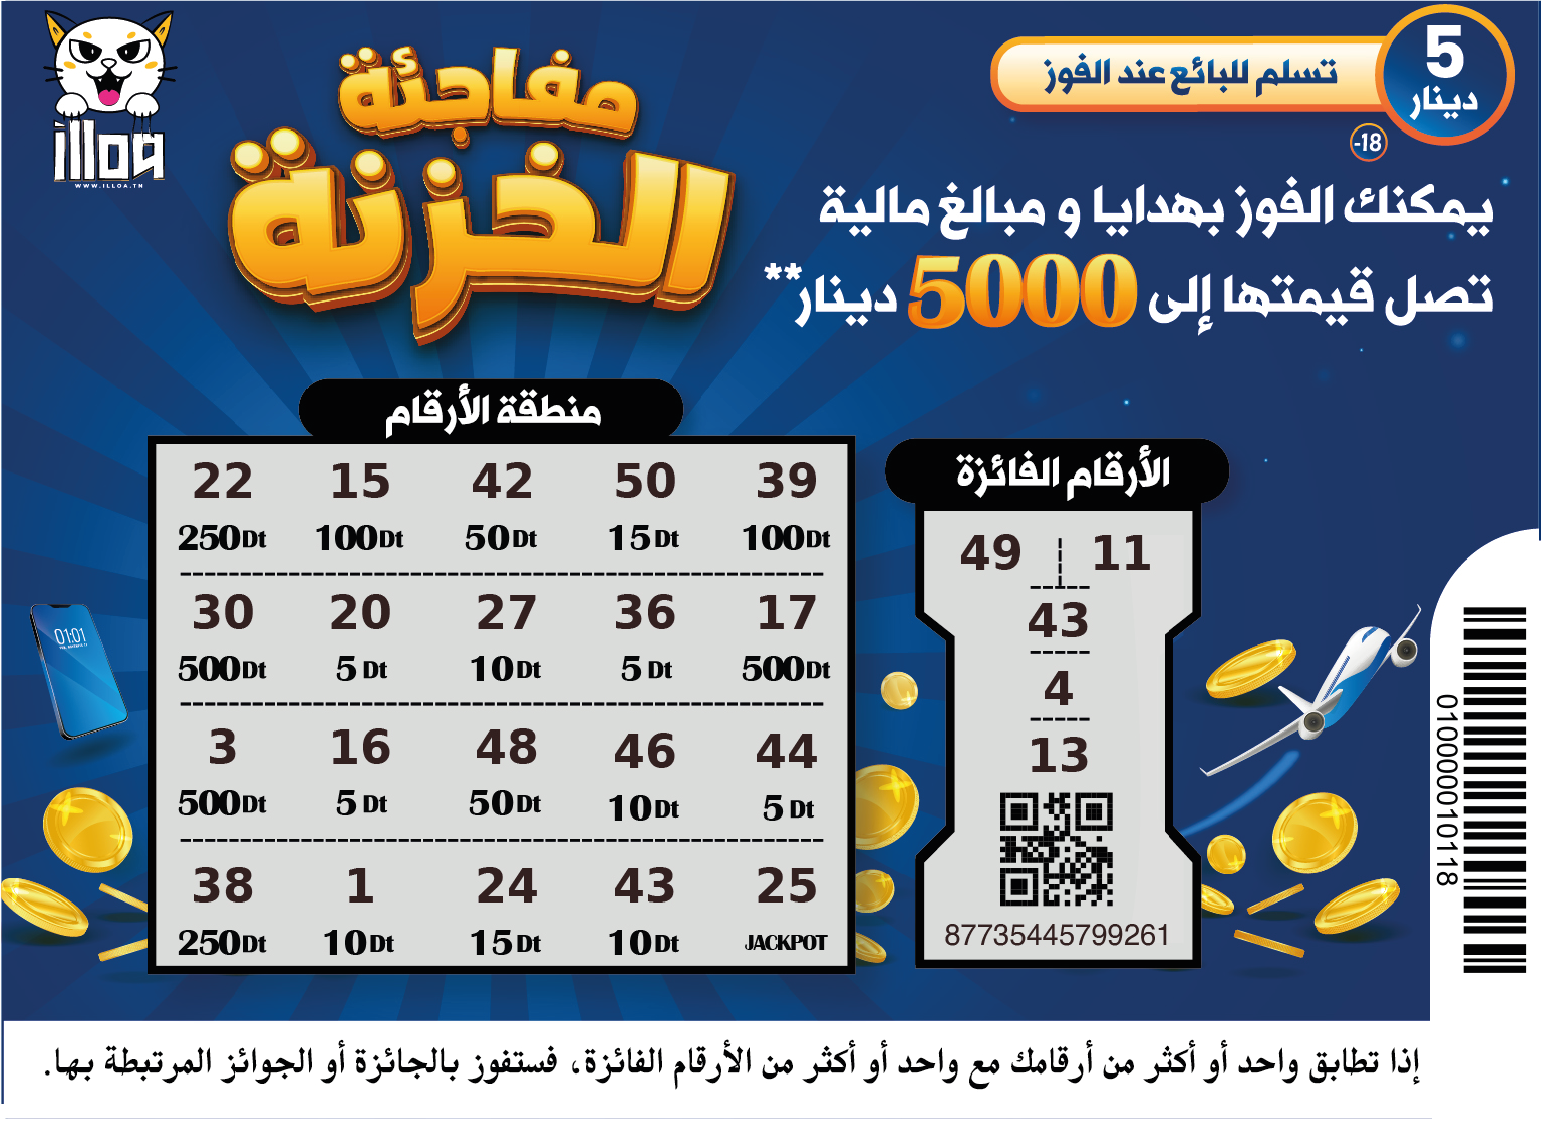 illoa
WWW.ILLOA.TN
مفاجئة
الخزنة
5
دينار
تسلم للبائع عند الفوز
-18
يمكنك الفوز بهدايا و مبالغ مالية
تصل قيمتها إلى 5000 دينار**
منطقة الأرقام
22 15 42 50 39
250Dt 100Dt 50Dt 15Dt 100Dt
30 20 27 36 17
500Dt 5Dt 10Dt 5Dt 500Dt
3 16 48 46 44
500Dt 5Dt 50Dt 10Dt 5Dt
38 1 24 43 25
250Dt 10Dt 15Dt 10Dt JACKPOT
الأرقام الفائزة
49 11
43
4
13
87735445799261
01:01
0100000010118
إذا تطابق واحد أو أكثر من أرقامك مع واحد أو أكثر من الأرقام الفائزة، فستفوز بالجائزة أو الجوائز المرتبطة بها.